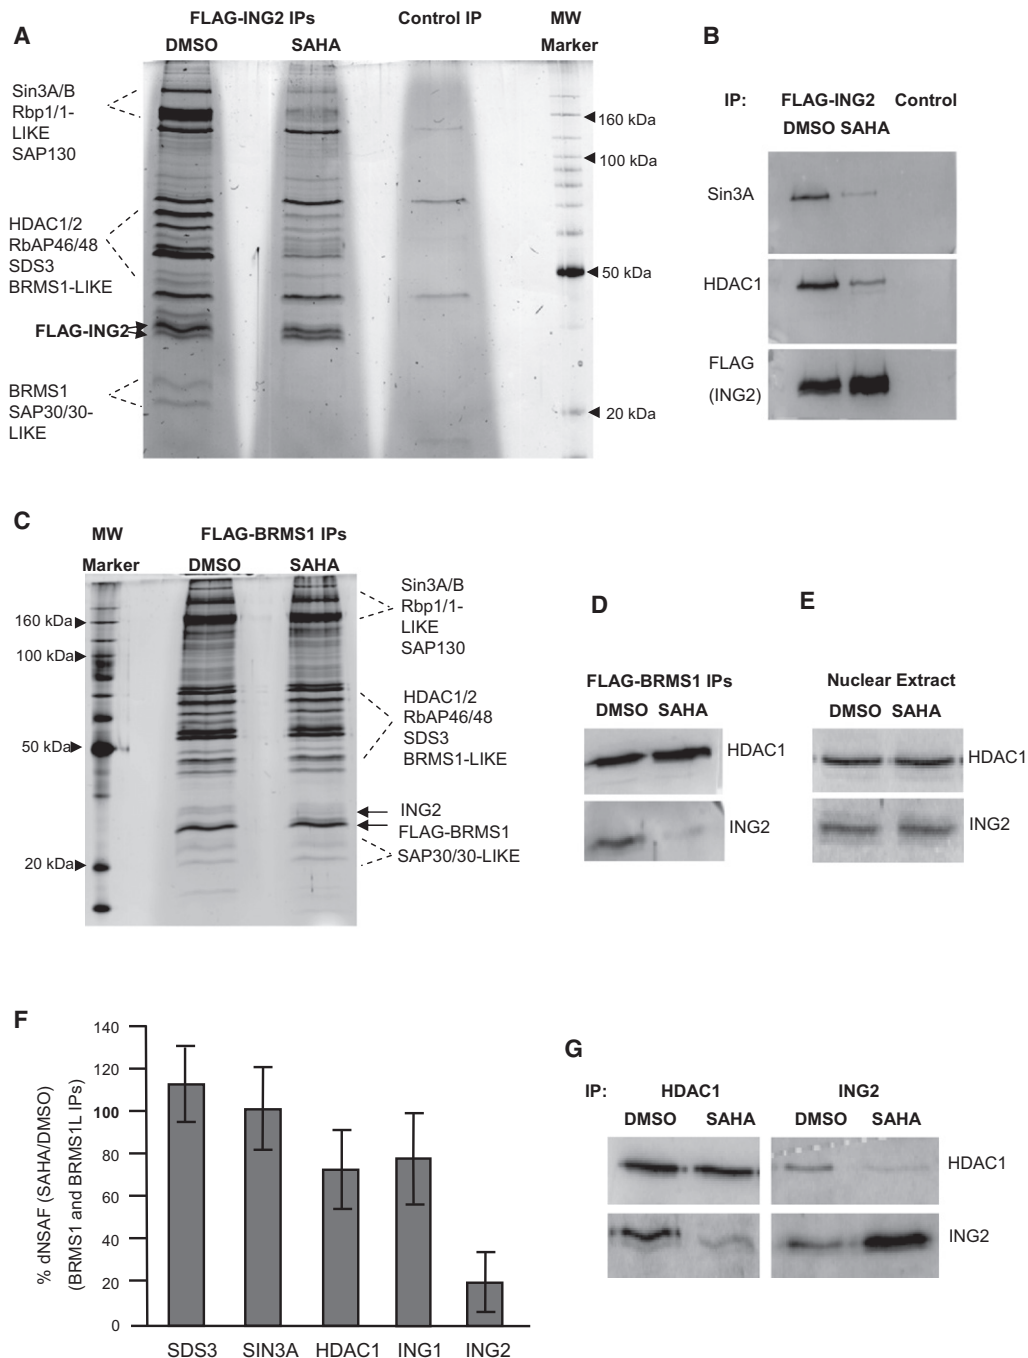 A
FLAG-ING2 IPs
Control IP
MW
DMSO
SAHA
Marker
Sin3A/B
Rbp1/1-
LIKE
SAP130
HDAC1/2
RbAP46/48
SDS3
BRMS1-LIKE
FLAG-ING2
BRMS1
SAP30/30-
LIKE
160 kDa
100 kDa
50 kDa
20 kDa
B
IP:
FLAG-ING2
Control
DMSO SAHA
Sin3A
HDAC1
FLAG
(ING2)
C
MW
FLAG-BRMS1 IPs
Marker
DMSO
SAHA
160 kDa
100 kDa
50 kDa
20 kDa
Sin3A/B
Rbp1/1-
LIKE
SAP130
HDAC1/2
RbAP46/48
SDS3
BRMS1-LIKE
ING2
FLAG-BRMS1
SAP30/30-LIKE
D
FLAG-BRMS1 IPs
DMSO SAHA
HDAC1
ING2
E
Nuclear Extract
DMSO SAHA
HDAC1
ING2
F
% dNSAF (SAHA/DMSO)
(BRMS1 and BRMS1L IPs)
140
120
100
80
60
40
20
0
SDS3
SIN3A
HDAC1
ING1
ING2
G
IP:
HDAC1
ING2
DMSO
SAHA
DMSO
SAHA
HDAC1
ING2